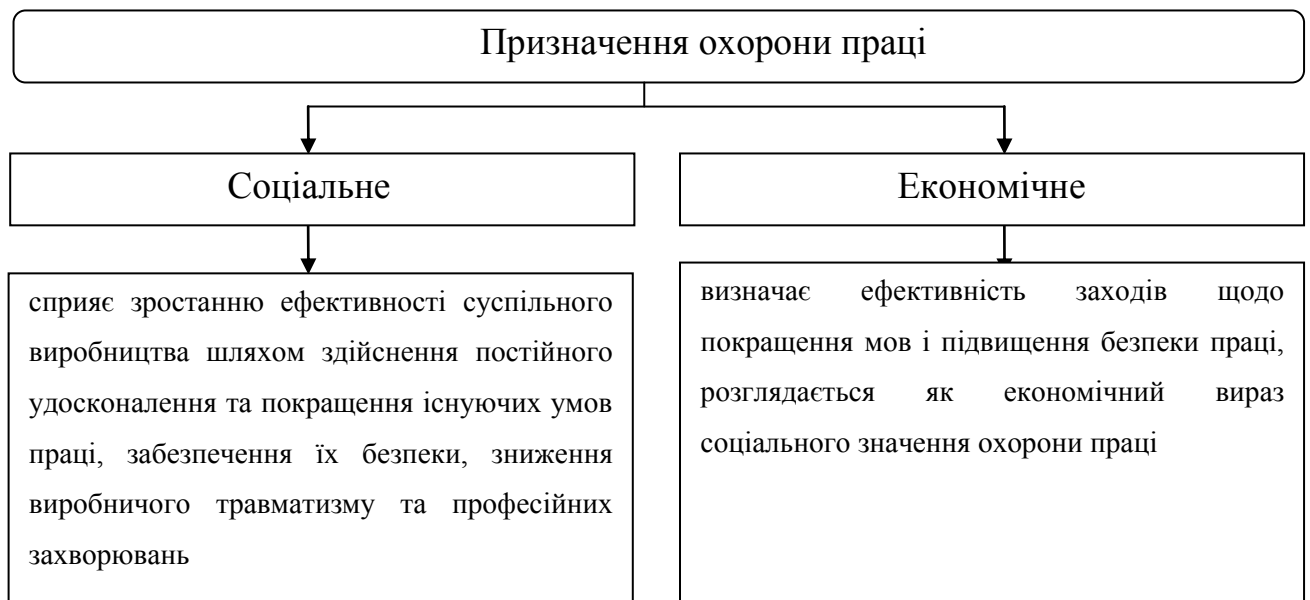 Призначення охорони праці
Соціальне
Економічне
сприяє зростанню ефективності суспільного
виробництва шляхом здійснення постійного
удосконалення та покращення існуючих умов
праці, забезпечення їх безпеки, зниження
виробничого травматизму та професійних
захворювань
визначає ефективність заходів щодо
покращення мов і підвищення безпеки праці,
розглядається як економічний вираз
соціального значення охорони праці